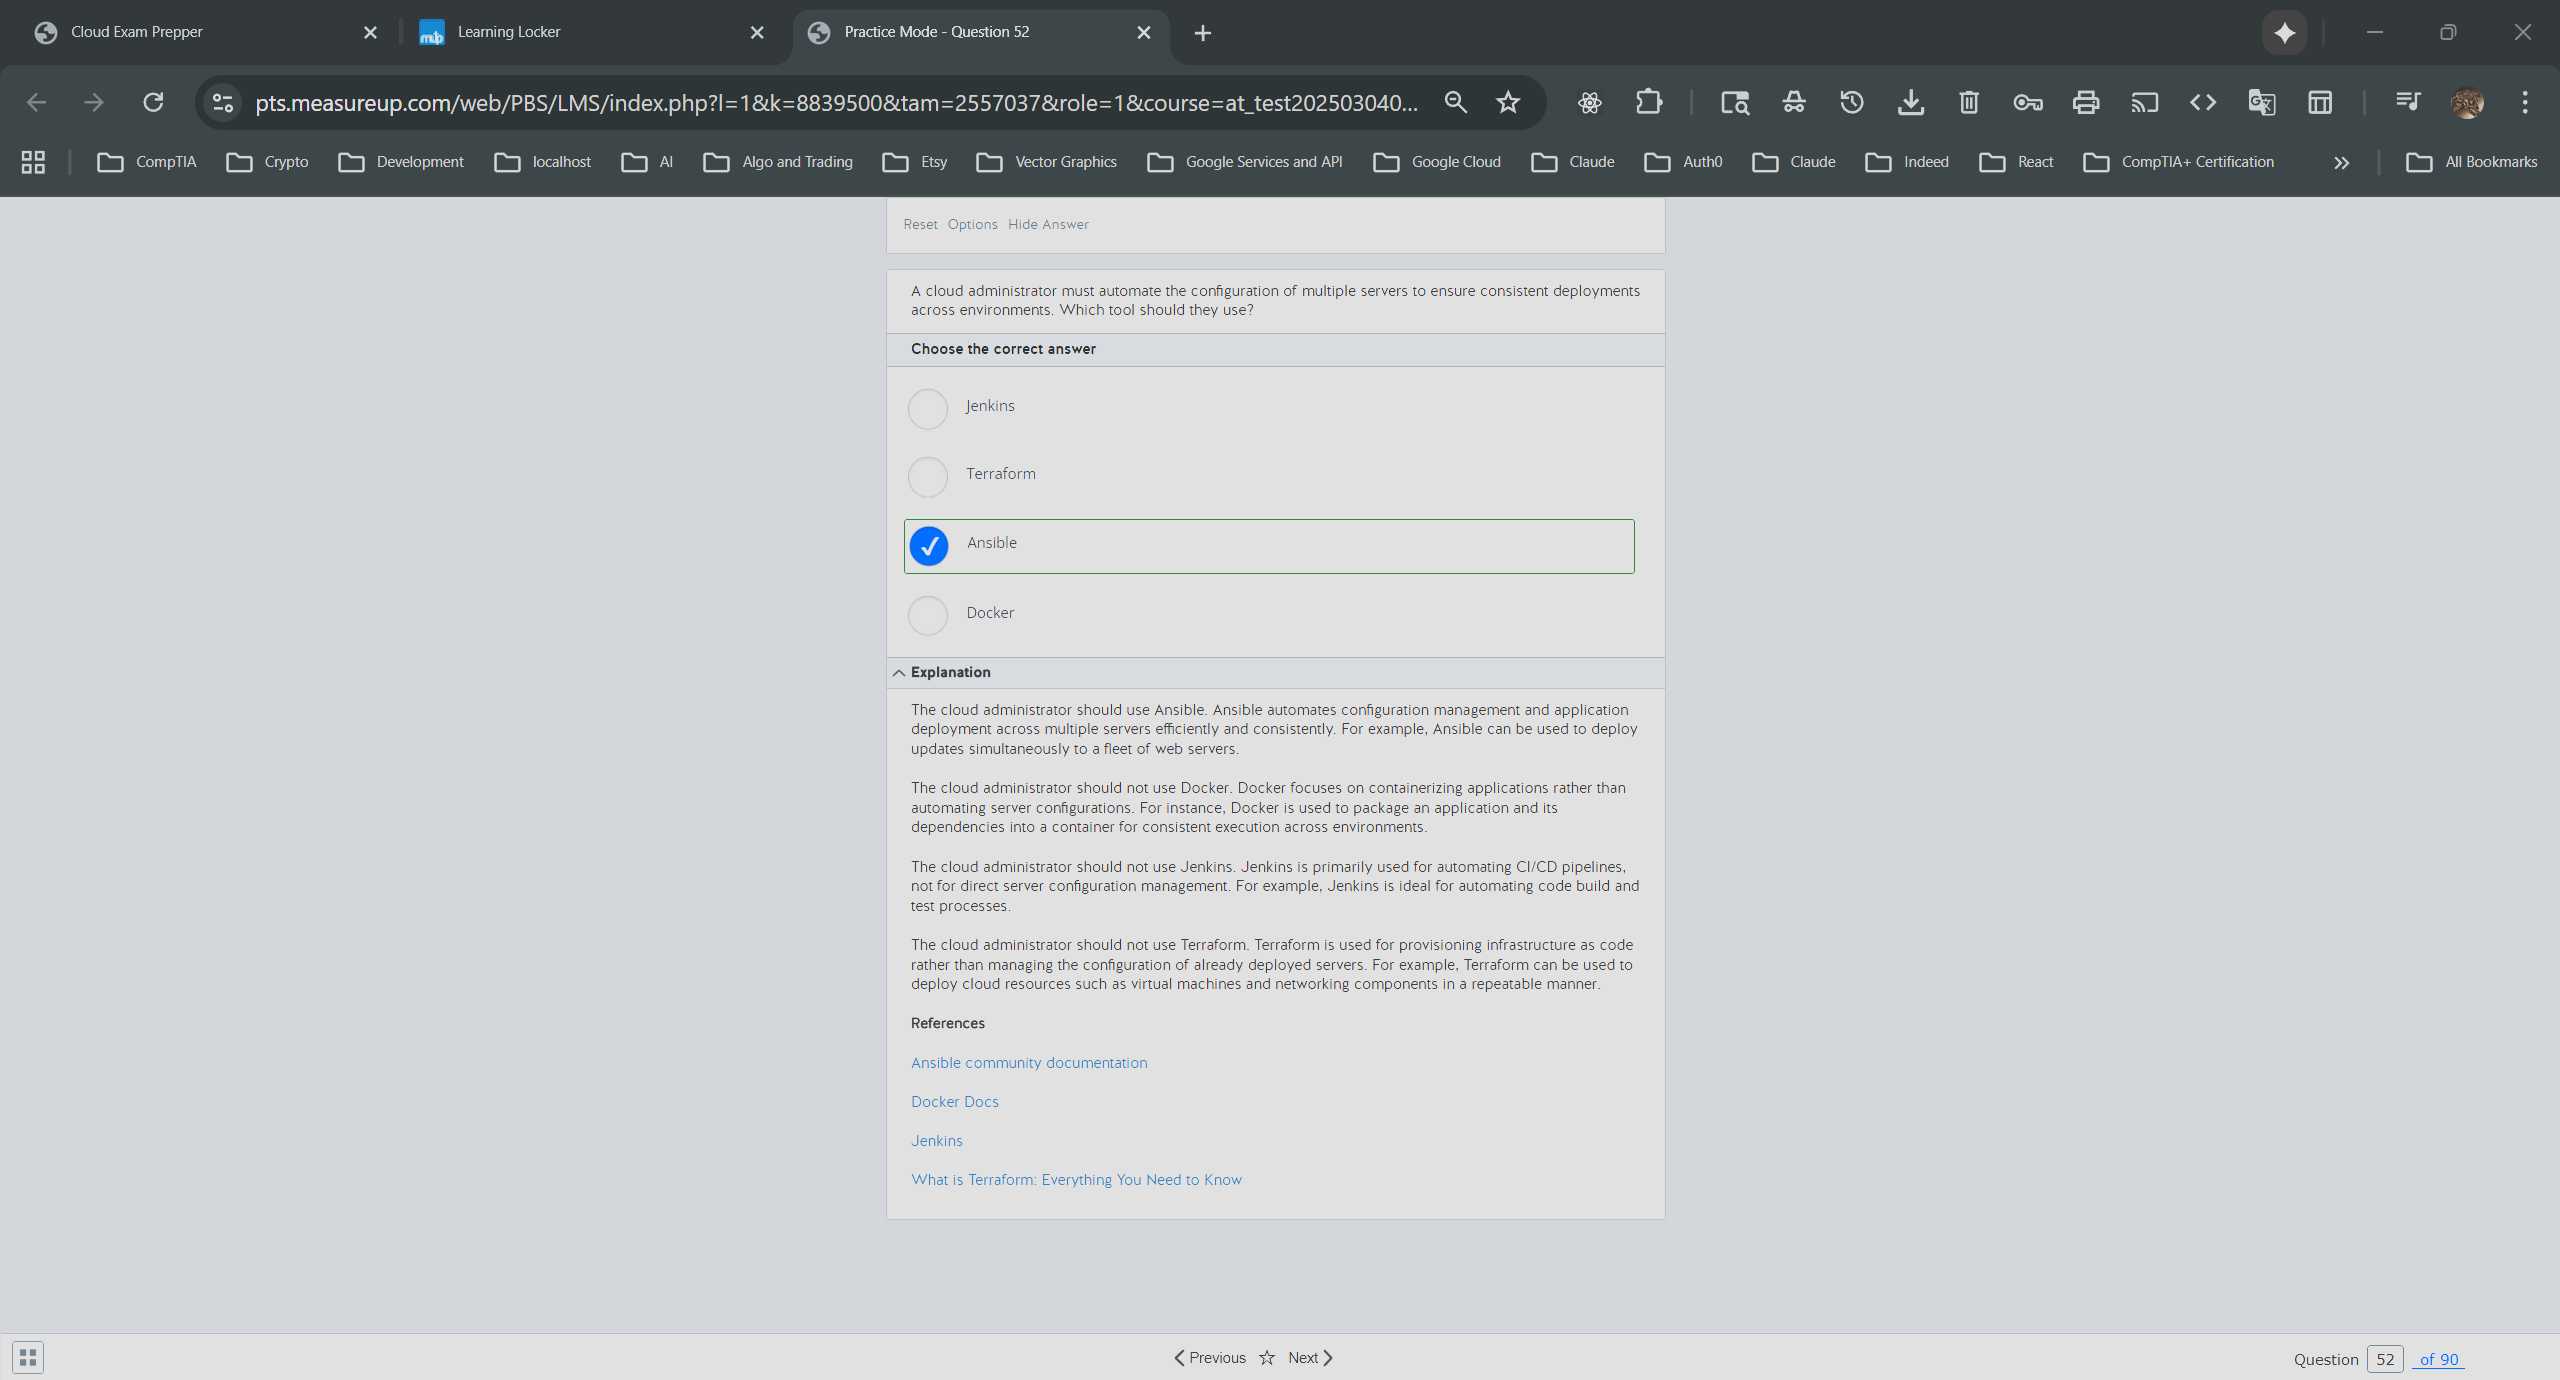 Cloud Exam Prepper
Learning Locker
Practice Mode - Question 52
pts.measureup.com/web/PBS/LMS/index.php?l=1&k=8839500&tam=2557037&role=1&course=at_test202503040...
CompTIA
Crypto
Development
localhost
AI
Algo and Trading
Etsy
Vector Graphics
Google Services and API
Google Cloud
Claude
Auth0
Claude
Indeed
React
CompTIA+ Certification
All Bookmarks
Reset Options Hide Answer
A cloud administrator must automate the configuration of multiple servers to ensure consistent deployments
across environments. Which tool should they use?
Choose the correct answer
Jenkins
Terraform
Ansible
Docker
Explanation
The cloud administrator should use Ansible. Ansible automates configuration management and application
deployment across multiple servers efficiently and consistently. For example, Ansible can be used to deploy
updates simultaneously to a fleet of web servers.
The cloud administrator should not use Docker. Docker focuses on containerizing applications rather than
automating server configurations. For instance, Docker is used to package an application and its
dependencies into a container for consistent execution across environments.
The cloud administrator should not use Jenkins. Jenkins is primarily used for automating CI/CD pipelines,
not for direct server configuration management. For example, Jenkins is ideal for automating code build and
test processes.
The cloud administrator should not use Terraform. Terraform is used for provisioning infrastructure as code
rather than managing the configuration of already deployed servers. For example, Terraform can be used to
deploy cloud resources such as virtual machines and networking components in a repeatable manner.
References
Ansible community documentation
Docker Docs
Jenkins
What is Terraform: Everything You Need to Know
Previous Next
Question 52 of 90